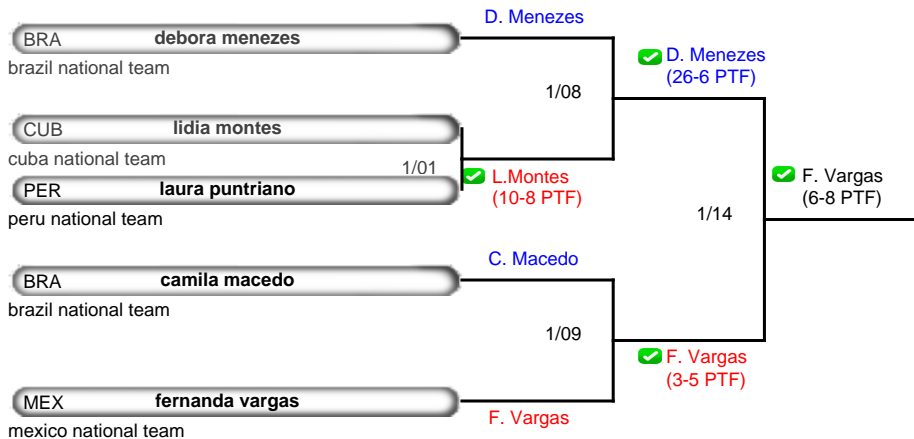 D. Menezes
BRA debora menezes
brazil national team
D. Menezes
(26-6 PTF)
1/08
CUB lidia montes
cuba national team
1/01
L.Montes
(10-8 PTF)
PER laura puntriano
peru national team
F. Vargas
(6-8 PTF)
1/14
C. Macedo
BRA camila macedo
brazil national team
1/09
F. Vargas
(3-5 PTF)
MEX fernanda vargas
F. Vargas
mexico national team